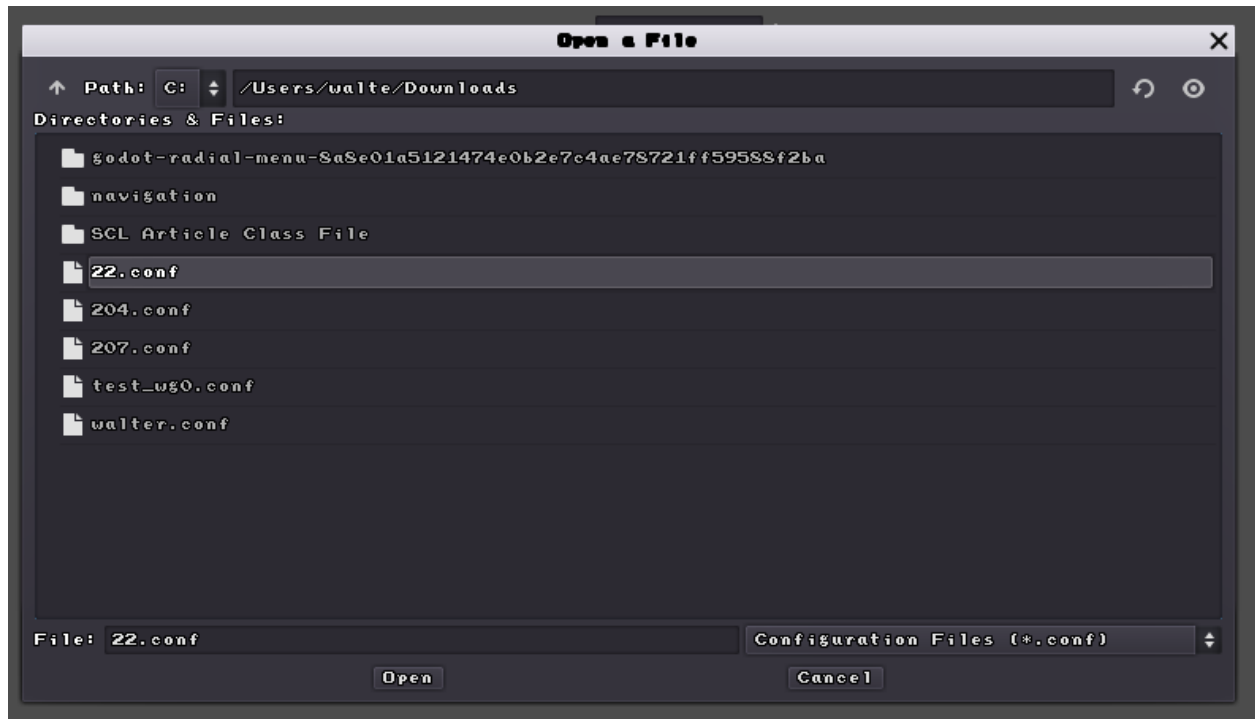 Open a File
Path: C: /Users/walte/Downloads
Directories & Files:
godot-radial-menu-8a8e01a5121474e0b2e7c4ae78721ff59588f2ba
navigation
SCL Article Class File
22.conf
204.conf
207.conf
test_wg0.conf
walter.conf
File: 22.conf Configuration Files (*.conf)
Open Cancel